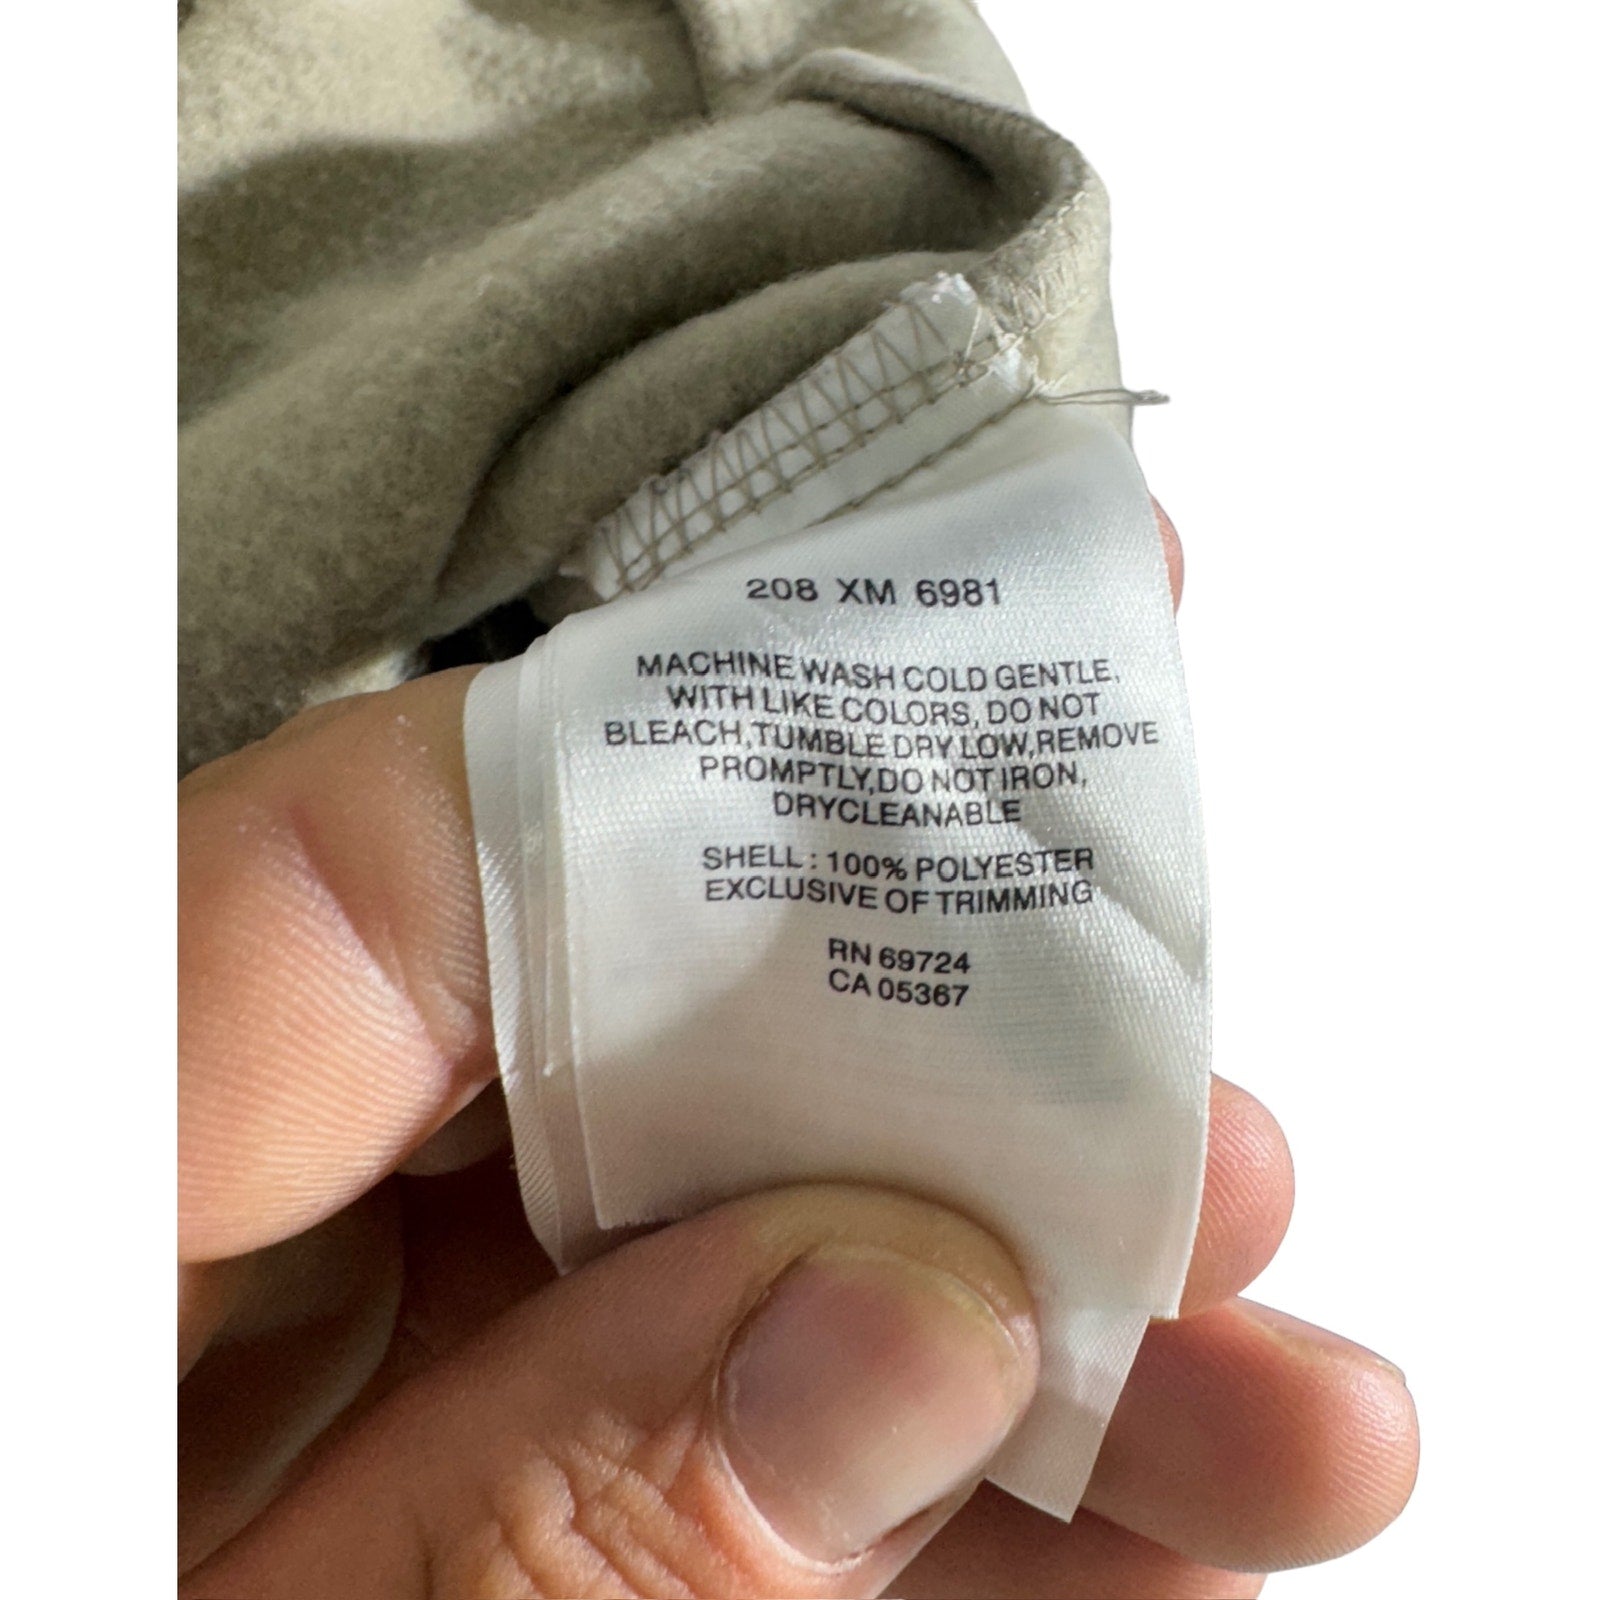 208 XM 6981
MACHINE WASH COLD GENTLE,
WITH LIKE COLORS, DO NOT
BLEACH,TUMBLE DRY LOW,REMOVE
PROMPTLY,DO NOT IRON,
DRYCLEANABLE
SHELL : 100% POLYESTER
EXCLUSIVE OF TRIMMING
RN 69724
CA 05367